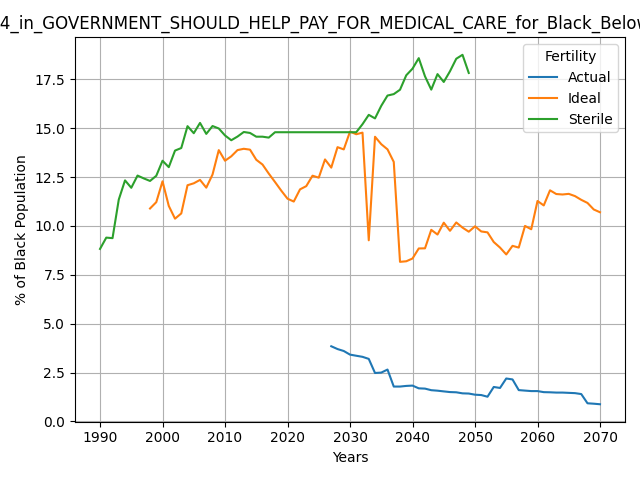 4_in_GOVERNMENT_SHOULD_HELP_PAY_FOR_MEDICAL_CARE_for_Black_Below
Fertility
Actual
Ideal
Sterile
% of Black Population
17.5
15.0
12.5
10.0
7.5
5.0
2.5
0.0
1990 2000 2010 2020 2030 2040 2050 2060 2070
Years